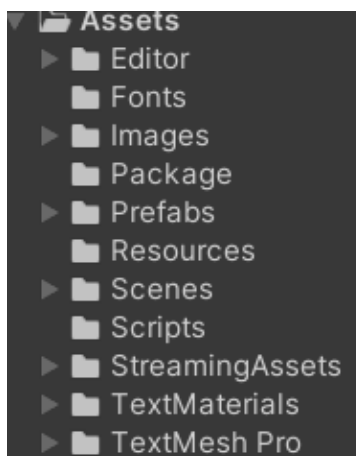 Assets
Editor
Fonts
Images
Package
Prefabs
Resources
Scenes
Scripts
StreamingAssets
TextMaterials
TextMesh Pro